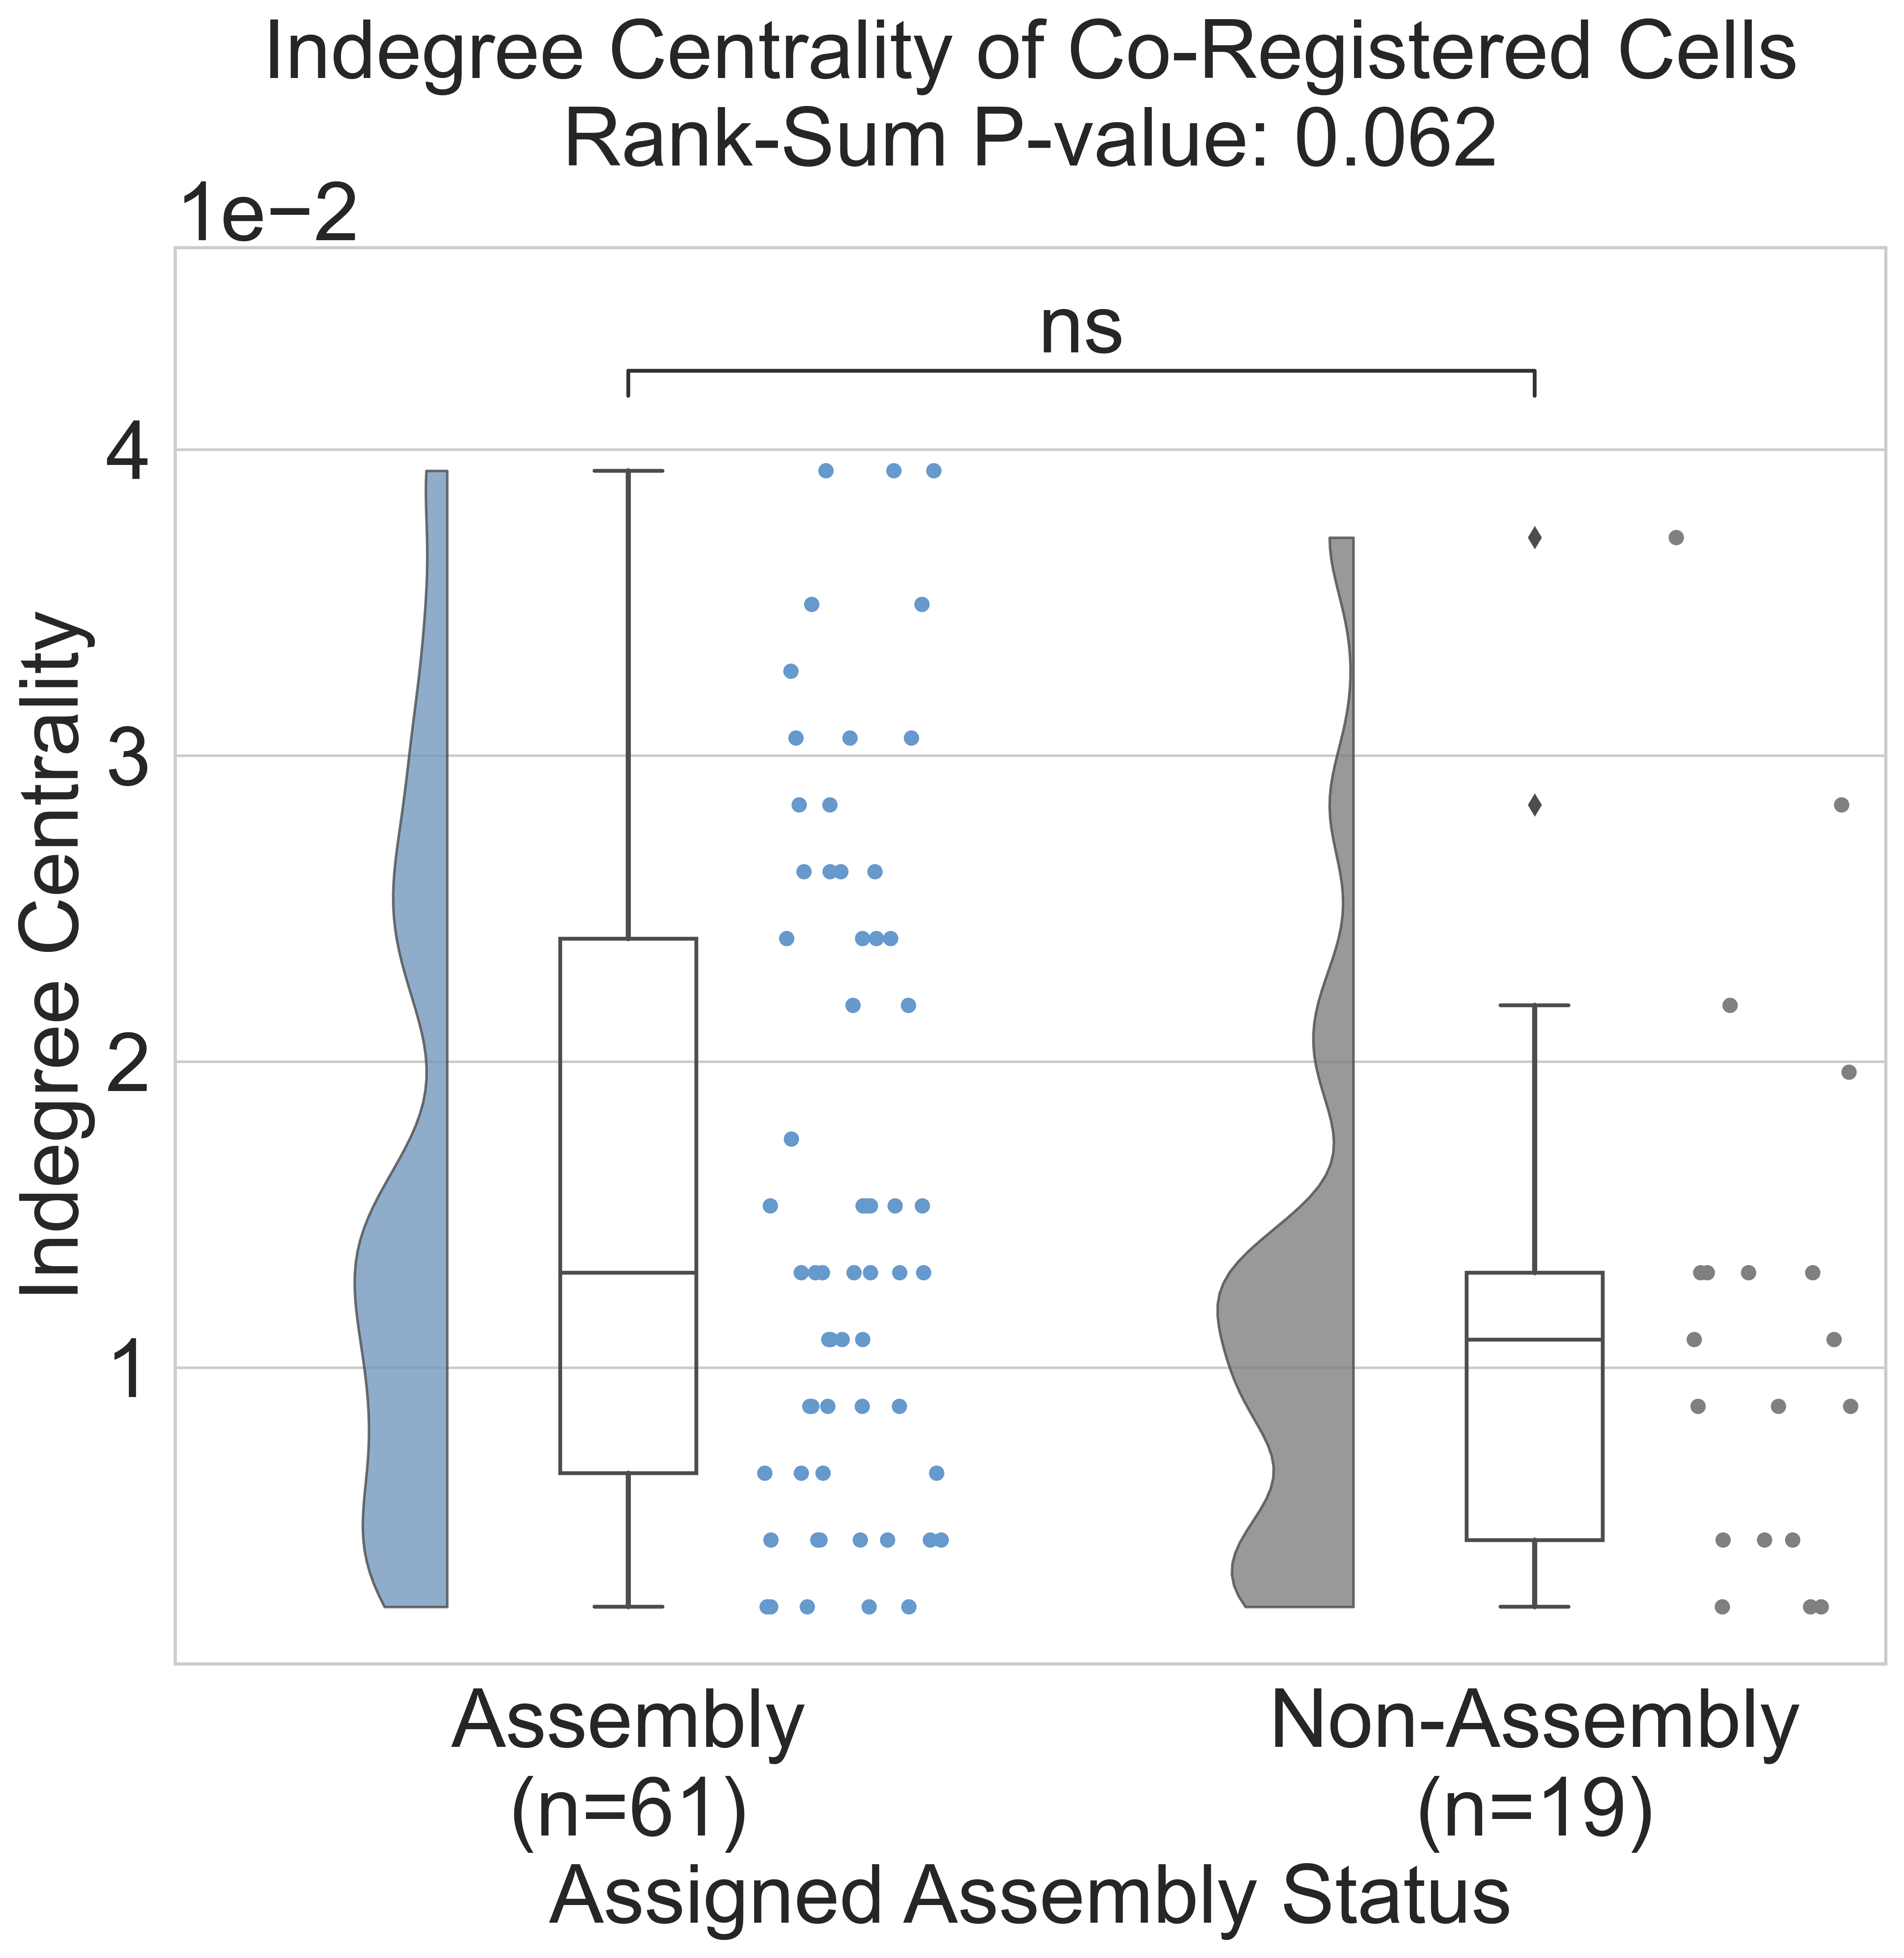 Indegree Centrality of Co-Registered Cells
Rank-Sum P-value: 0.062
1e−2
ns
4
3
2
1
Indegree Centrality
Assembly
(n=61)
Non-Assembly
(n=19)
Assigned Assembly Status